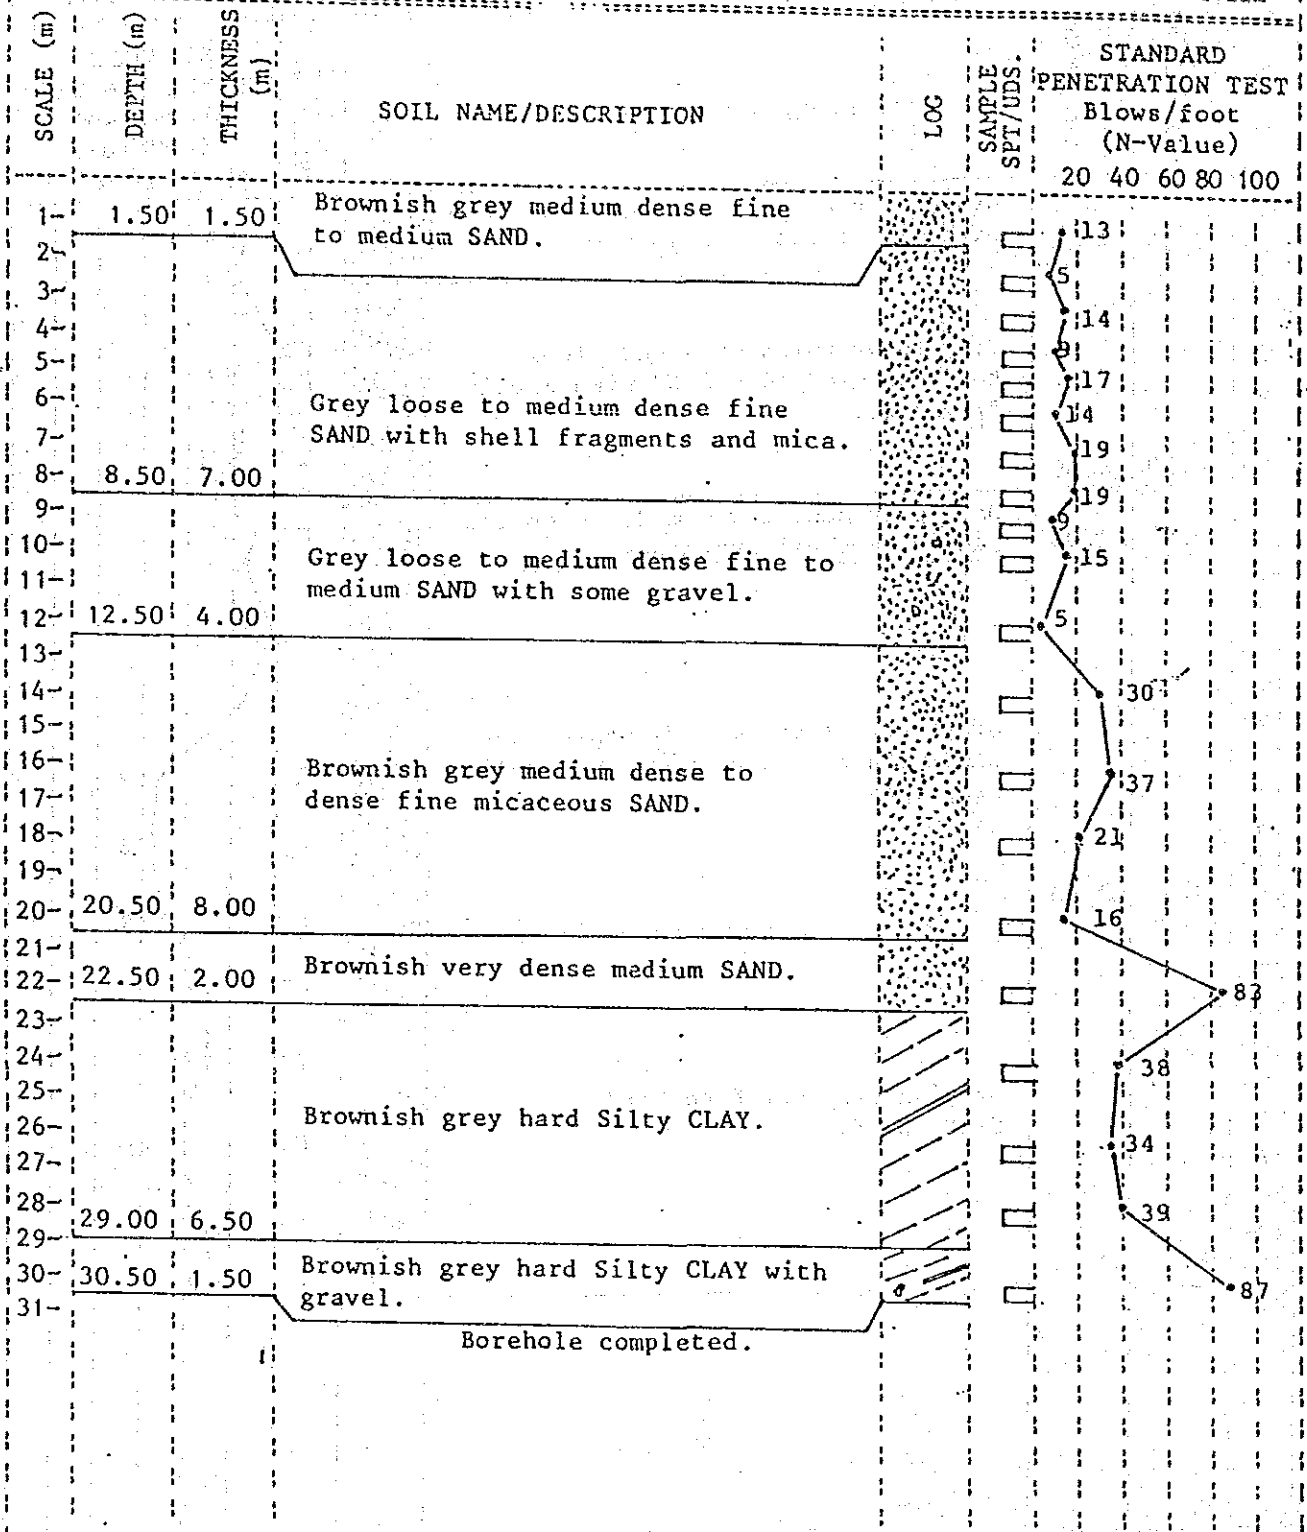 SCALE (m)
DEPTH (m)
THICKNESS (m)
SOIL NAME/DESCRIPTION
LOG
SAMPLE SPT/UDS.
STANDARD
PENETRATION TEST
Blows/foot
(N-Value)
20 40 60 80 100
1- 1.50 1.50 Brownish grey medium dense fine
to medium SAND.
13
2-
3-
5
4-
14
5-
9
17
6- Grey loose to medium dense fine
14
7- SAND with shell fragments and mica.
19
8- 8.50 7.00
19
9-
9
10- Grey loose to medium dense fine to
15
11- medium SAND with some gravel.
12- 12.50 4.00
5
13-
14-
30
15-
16- Brownish grey medium dense to
37
17- dense fine micaceous SAND.
18-
21
19-
20- 20.50 8.00
16
21-
22- 22.50 2.00 Brownish very dense medium SAND.
83
23-
24-
38
25-
26- Brownish grey hard Silty CLAY.
34
27-
28-
29.00 6.50
39
29-
30- 30.50 1.50 Brownish grey hard Silty CLAY with
gravel.
87
31-
Borehole completed.